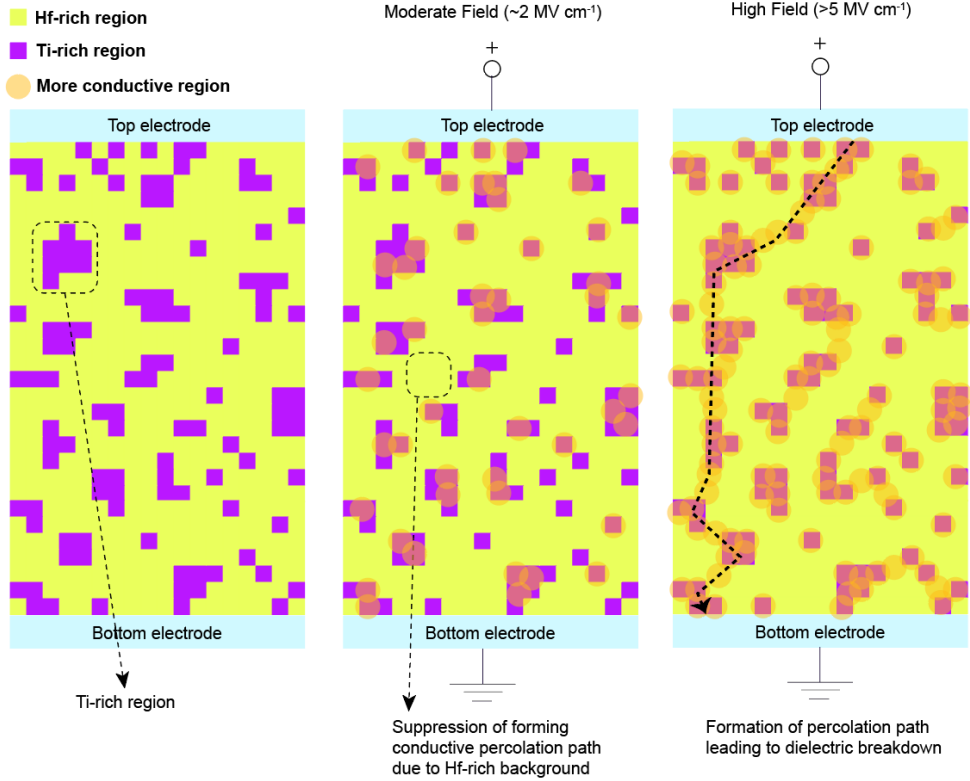 Hf-rich region
Ti-rich region
More conductive region
Moderate Field (~2 MV cm⁻¹)
High Field (>5 MV cm⁻¹)
+
+
Top electrode
Top electrode
Top electrode
Bottom electrode
Bottom electrode
Bottom electrode
Ti-rich region
Suppression of forming
conductive percolation path
due to Hf-rich background
Formation of percolation path
leading to dielectric breakdown